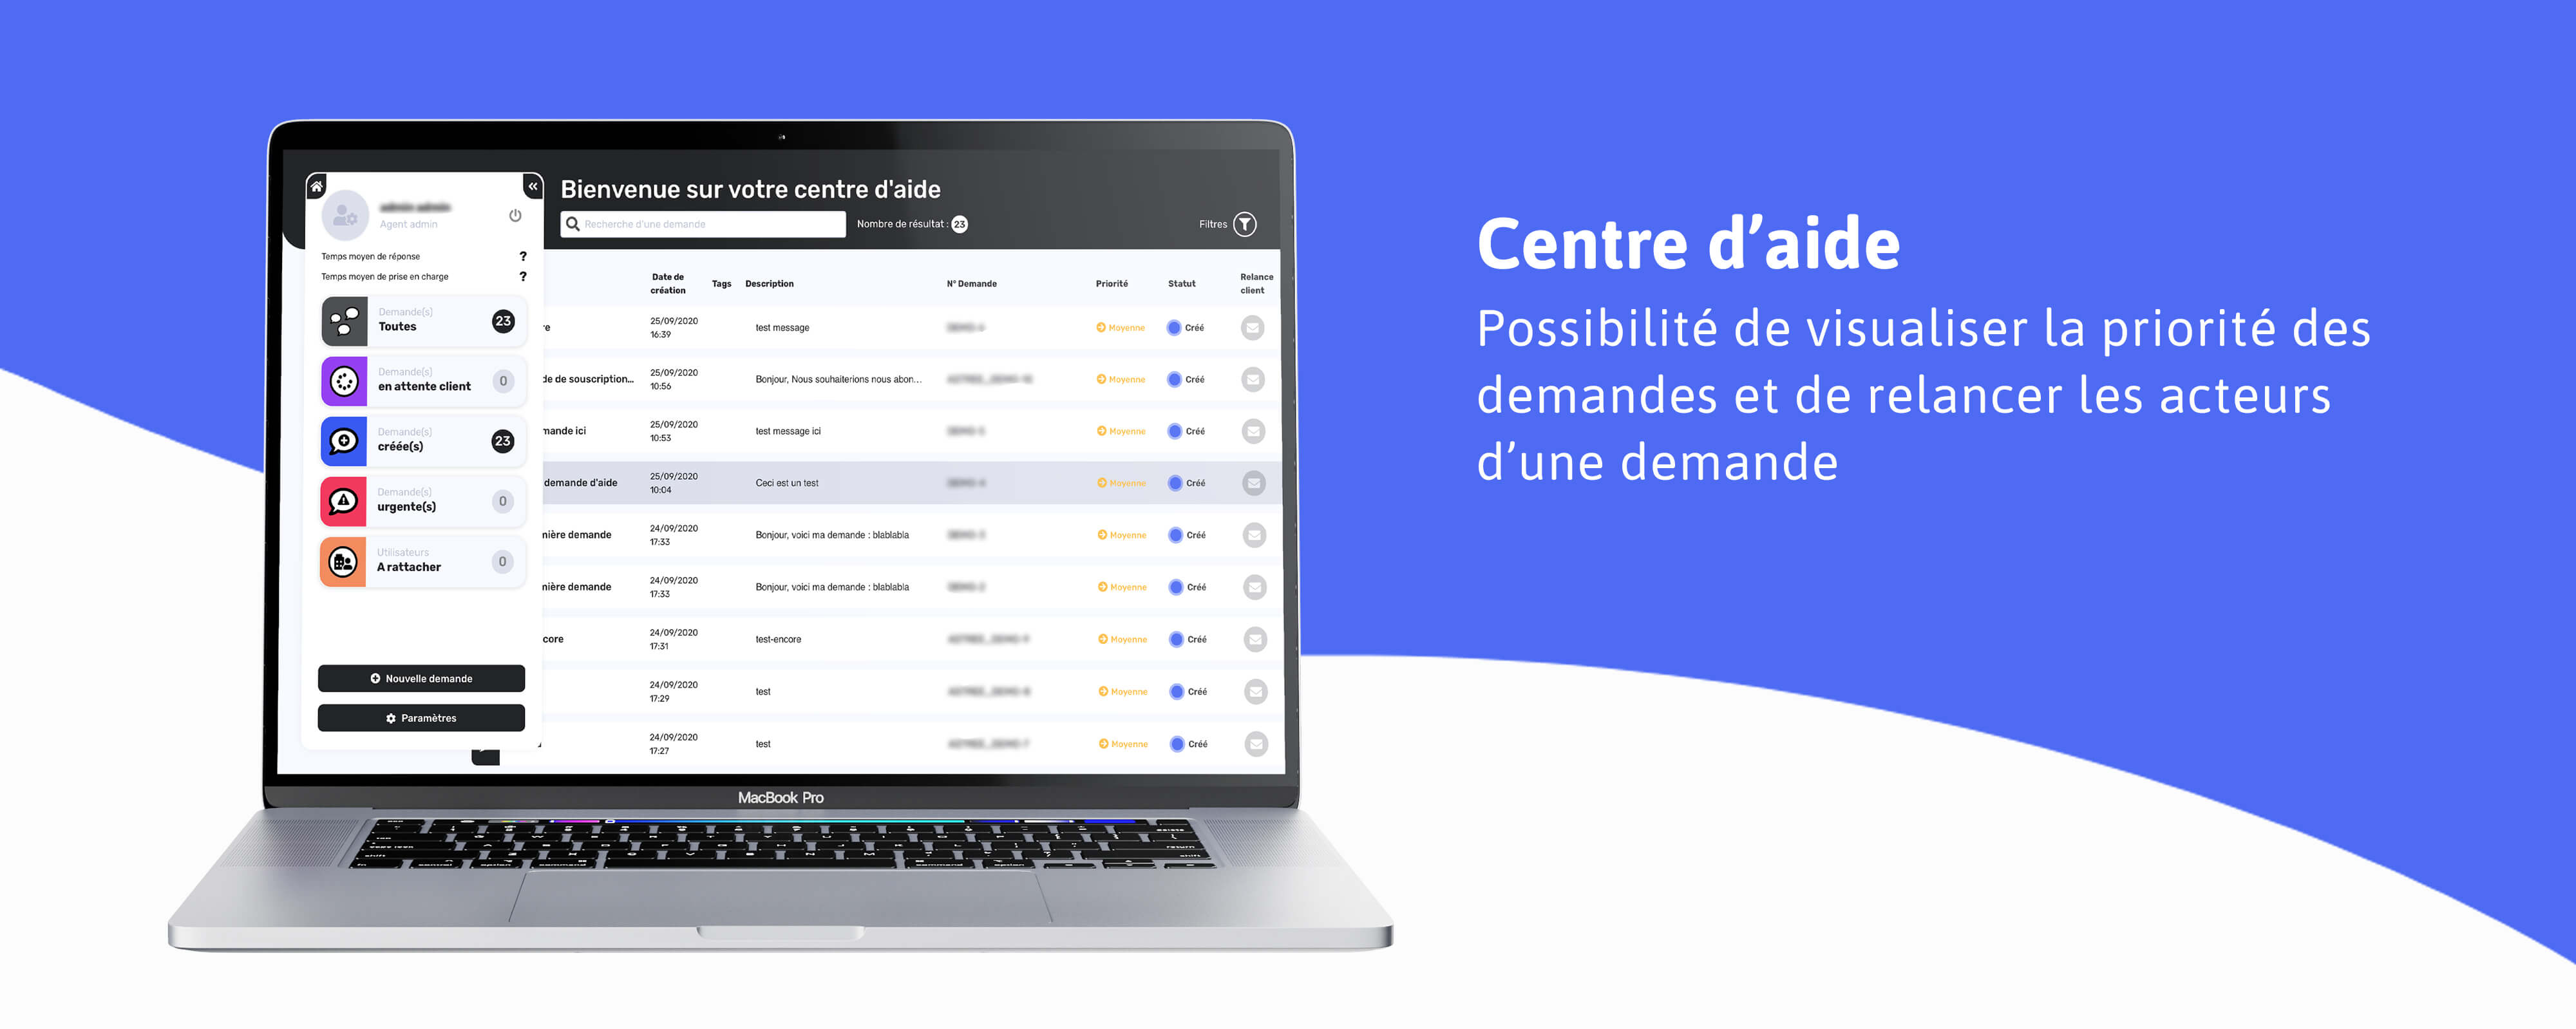 Bienvenue sur votre centre d'aide
Agent admin
Recherche d'une demande
Nombre de résultat : 23
Filtres
Temps moyen de réponse ?
Temps moyen de prise en charge ?
Demande(s)
Toutes 23
Demande(s)
en attente client 0
Demande(s)
créée(s) 23
Demande(s)
urgente(s) 0
Utilisateurs
A rattacher 0
Nouvelle demande
Paramètres
Date de création Tags Description N° Demande Priorité Statut Relance client
re 25/09/2020 16:39 test message Moyenne Créé
de de souscription... 25/09/2020 10:56 Bonjour, Nous souhaiterions nous abon... Moyenne Créé
mande ici 25/09/2020 10:53 test message ici Moyenne Créé
demande d'aide 25/09/2020 10:04 Ceci est un test Moyenne Créé
nière demande 24/09/2020 17:33 Bonjour, voici ma demande : blablabla Moyenne Créé
nière demande 24/09/2020 17:33 Bonjour, voici ma demande : blablabla Moyenne Créé
core 24/09/2020 17:31 test-encore Moyenne Créé
24/09/2020 17:29 test Moyenne Créé
24/09/2020 17:27 test Moyenne Créé
MacBook Pro
Centre d’aide
Possibilité de visualiser la priorité des
demandes et de relancer les acteurs
d’une demande